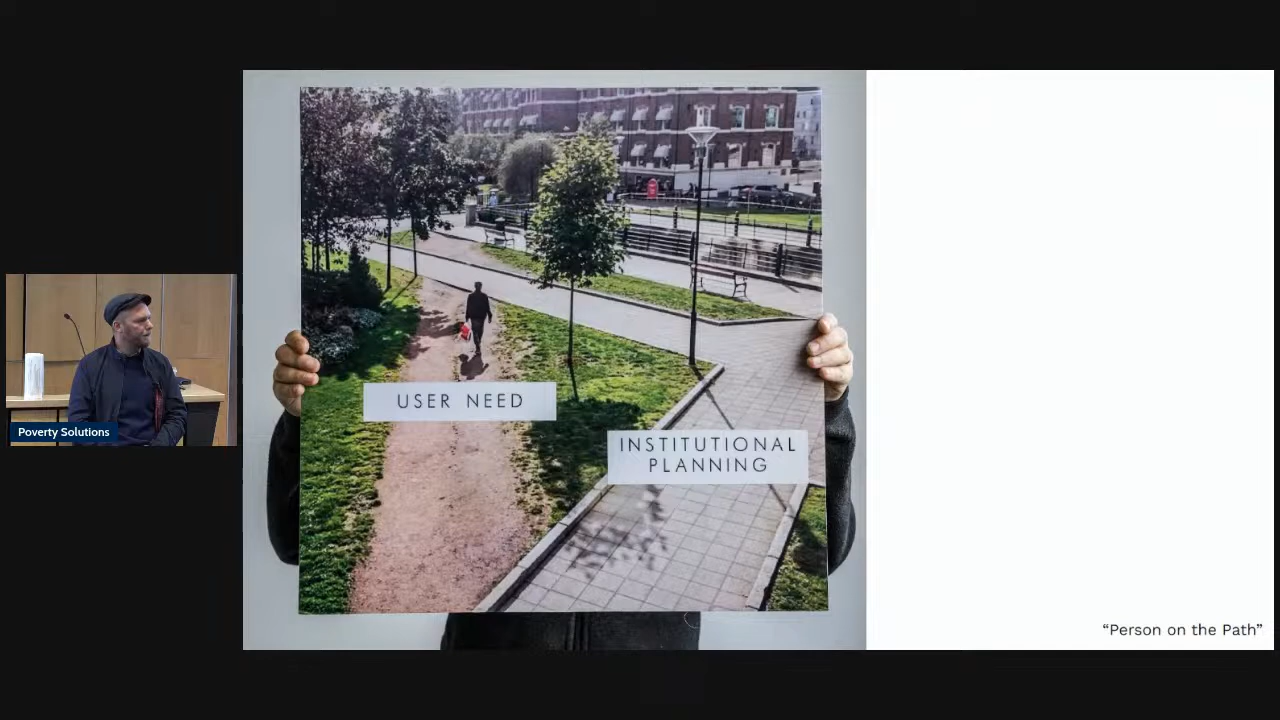 Poverty Solutions
USER NEED
INSTITUTIONAL
PLANNING
“Person on the Path”